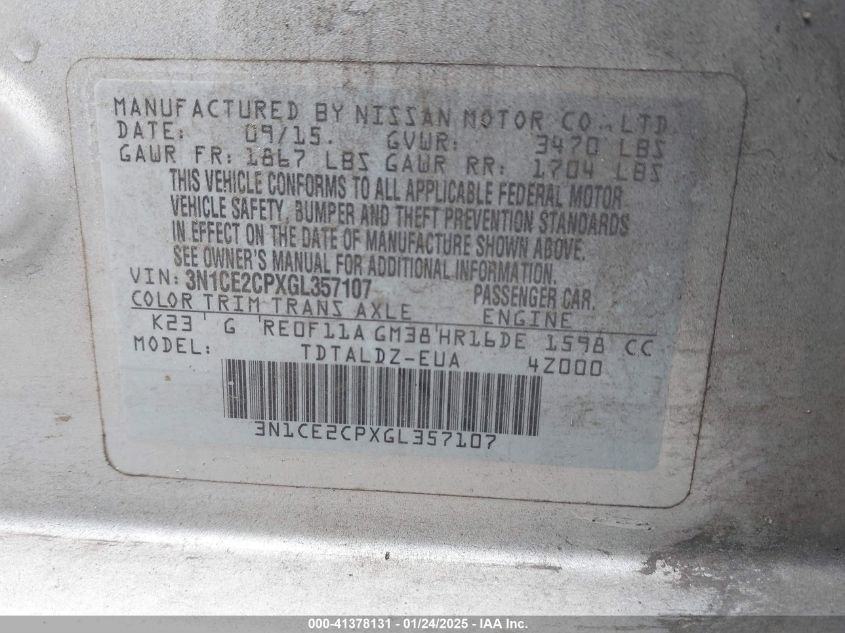 MANUFACTURED BY NISSAN MOTOR CO., LTD
DATE: 09/15. GVWR: 3470 LBS
GAWR FR: 1867 LBS GAWR RR: 1704 LBS
THIS VEHICLE CONFORMS TO ALL APPLICABLE FEDERAL MOTOR
VEHICLE SAFETY, BUMPER AND THEFT PREVENTION STANDARDS
IN EFFECT ON THE DATE OF MANUFACTURE SHOWN ABOVE.
SEE OWNER'S MANUAL FOR ADDITIONAL INFORMATION.
VIN: 3N1CE2CPXGL357107 PASSENGER CAR.
COLOR TRIM TRANS AXLE ENGINE
K23 ' G 'RE0F11A GM38'HR16DE 1598 CC
MODEL: TDTALDZ-EUA 4Z000
3N1CE2CPXGL357107
000-41378131 - 01/24/2025 - IAA Inc.